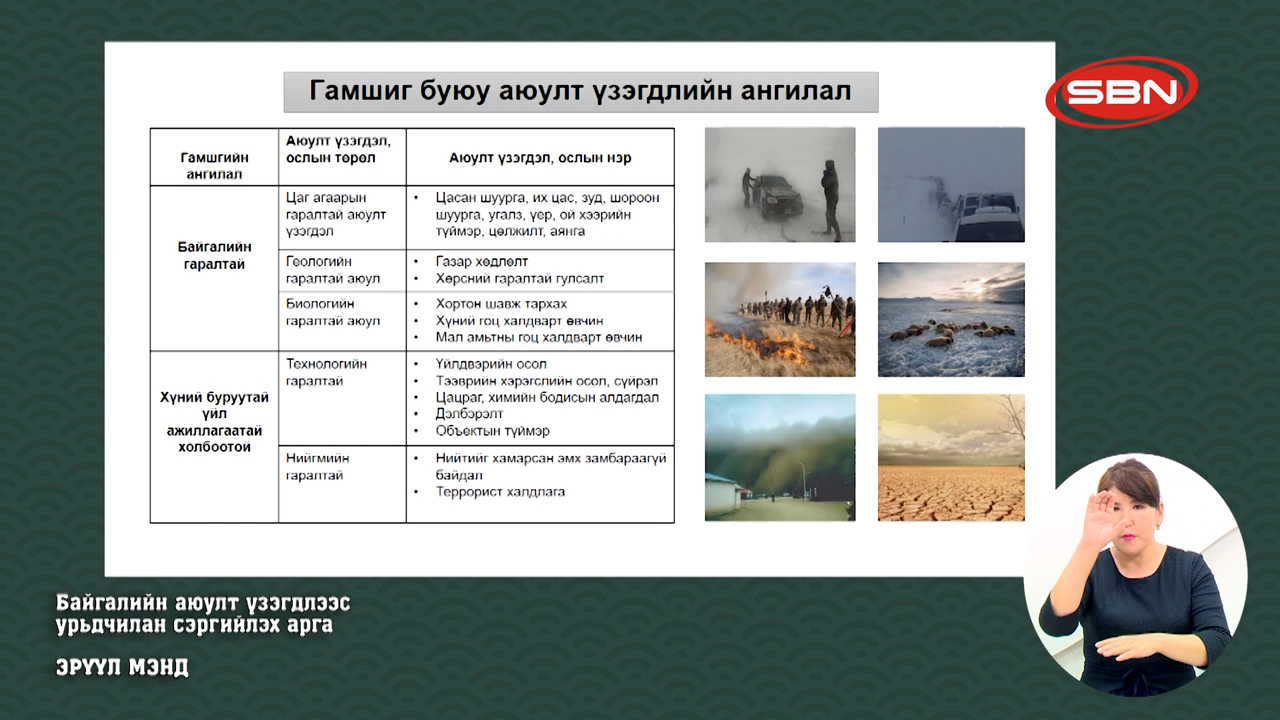 Гамшиг буюу аюулт үзэгдлийн ангилал
SBN
Гамшгийн
ангилал
Аюулт үзэгдэл,
ослын төрөл
Аюулт үзэгдэл, ослын нэр
Байгалийн
гаралтай
Цаг агаарын
гаралтай аюулт
үзэгдэл
• Цасан шуурга, их цас, зуд, шороон
шуурга, угалз, үер, ой хээрийн
түймэр, цөлжилт, аянга
Геологийн
гаралтай аюул
• Газар хөдлөлт
• Хөрсний гаралтай гулсалт
Биологийн
гаралтай аюул
• Хортон шавж тархах
• Хүний гоц халдварт өвчин
• Мал амьтны гоц халдварт өвчин
Хүний буруутай
үйл
ажиллагаатай
холбоотой
Технологийн
гаралтай
• Үйлдвэрийн осол
• Тээврийн хэрэгслийн осол, сүйрэл
• Цацраг, химийн бодисын алдагдал
• Дэлбэрэлт
• Объектын түймэр
Нийгмийн
гаралтай
• Нийтийг хамарсан эмх замбараагүй
байдал
• Террорист халдлага
Байгалийн аюулт үзэгдлээс
урьдчилан сэргийлэх арга
ЭРҮҮЛ МЭНД